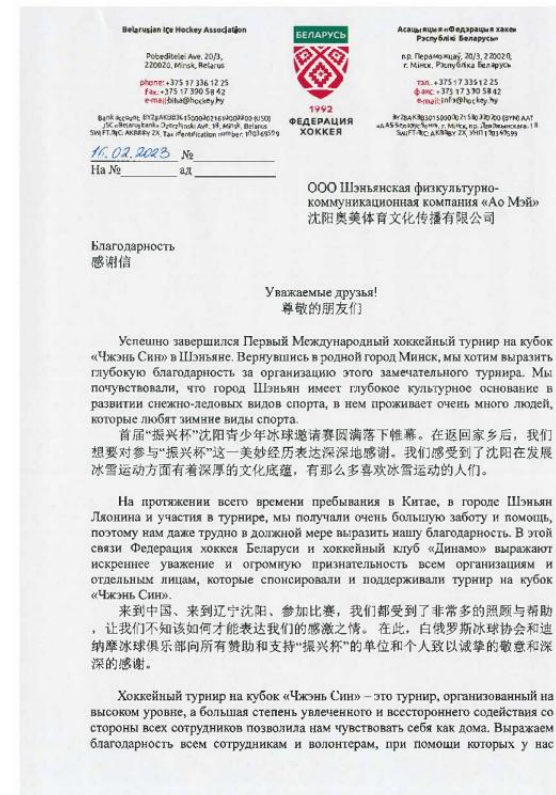 Belarusian Ice Hockey Association
Pobeditelei Ave. 20/3,
220020, Minsk, Belarus
phone: +375 17 336 12 25
fax: +375 17 390 58 42
БЕЛАРУСЬ
1992
ФЕДЕРАЦИЯ
ХОККЕЯ
Асацыяцыя «Федэрацыя хакея
Рэспублікі Беларусь»
пр. Пераможцаў, 20/3, 220020,
г. Мінск, Рэспубліка Беларусь
тэл.: +375 17 336 12 25
факс: +375 17 390 58 42
16.02.2023 №
На № ад
ООО Шэньянская физкультурно-
коммуникационная компания «Ао Мэй»
沈阳奥美体育文化传播有限公司
Благодарность
感谢信
Уважаемые друзья!
尊敬的朋友们
Успешно завершился Первый Международный хоккейный турнир на кубок
«Чжэнь Син» в Шэньяне. Вернувшись в родной город Минск, мы хотим выразить
глубокую благодарность за организацию этого замечательного турнира. Мы
почувствовали, что город Шэньян имеет глубокое культурное основание в
развитии снежно-ледовых видов спорта, в нем проживает очень много людей,
которые любят зимние виды спорта.
首届“振兴杯”沈阳青少年冰球邀请赛圆满落下帷幕。在返回家乡后，我们
想要对参与“振兴杯”这一美妙经历表达深深地感谢。我们感受到了沈阳在发展
冰雪运动方面有着深厚的文化底蕴，有那么多喜欢冰雪运动的人们。
На протяжении всего времени пребывания в Китае, в городе Шэньян
Ляонина и участия в турнире, мы получали очень большую заботу и помощь,
поэтому нам даже трудно в должной мере выразить нашу благодарность. В этой
связи Федерация хоккея Беларуси и хоккейный клуб «Динамо» выражают
искреннее уважение и огромную признательность всем организациям и
отдельным лицам, которые спонсировали и поддерживали турнир на кубок
«Чжэнь Син».
来到中国、来到辽宁沈阳、参加比赛，我们都受到了非常多的照顾与帮助
，让我们不知该如何才能表达我们的感激之情。 在此，白俄罗斯冰球协会和迪
纳摩冰球俱乐部向所有赞助和支持“振兴杯”的单位和个人致以诚挚的敬意和深
深的感谢。
Хоккейный турнир на кубок «Чжэнь Син» – это турнир, организованный на
высоком уровне, а большая степень увлеченного и всестороннего содействия со
стороны всех сотрудников позволила нам чувствовать себя как дома. Выражаем
благодарность всем сотрудникам и волонтерам, при помощи которых у нас